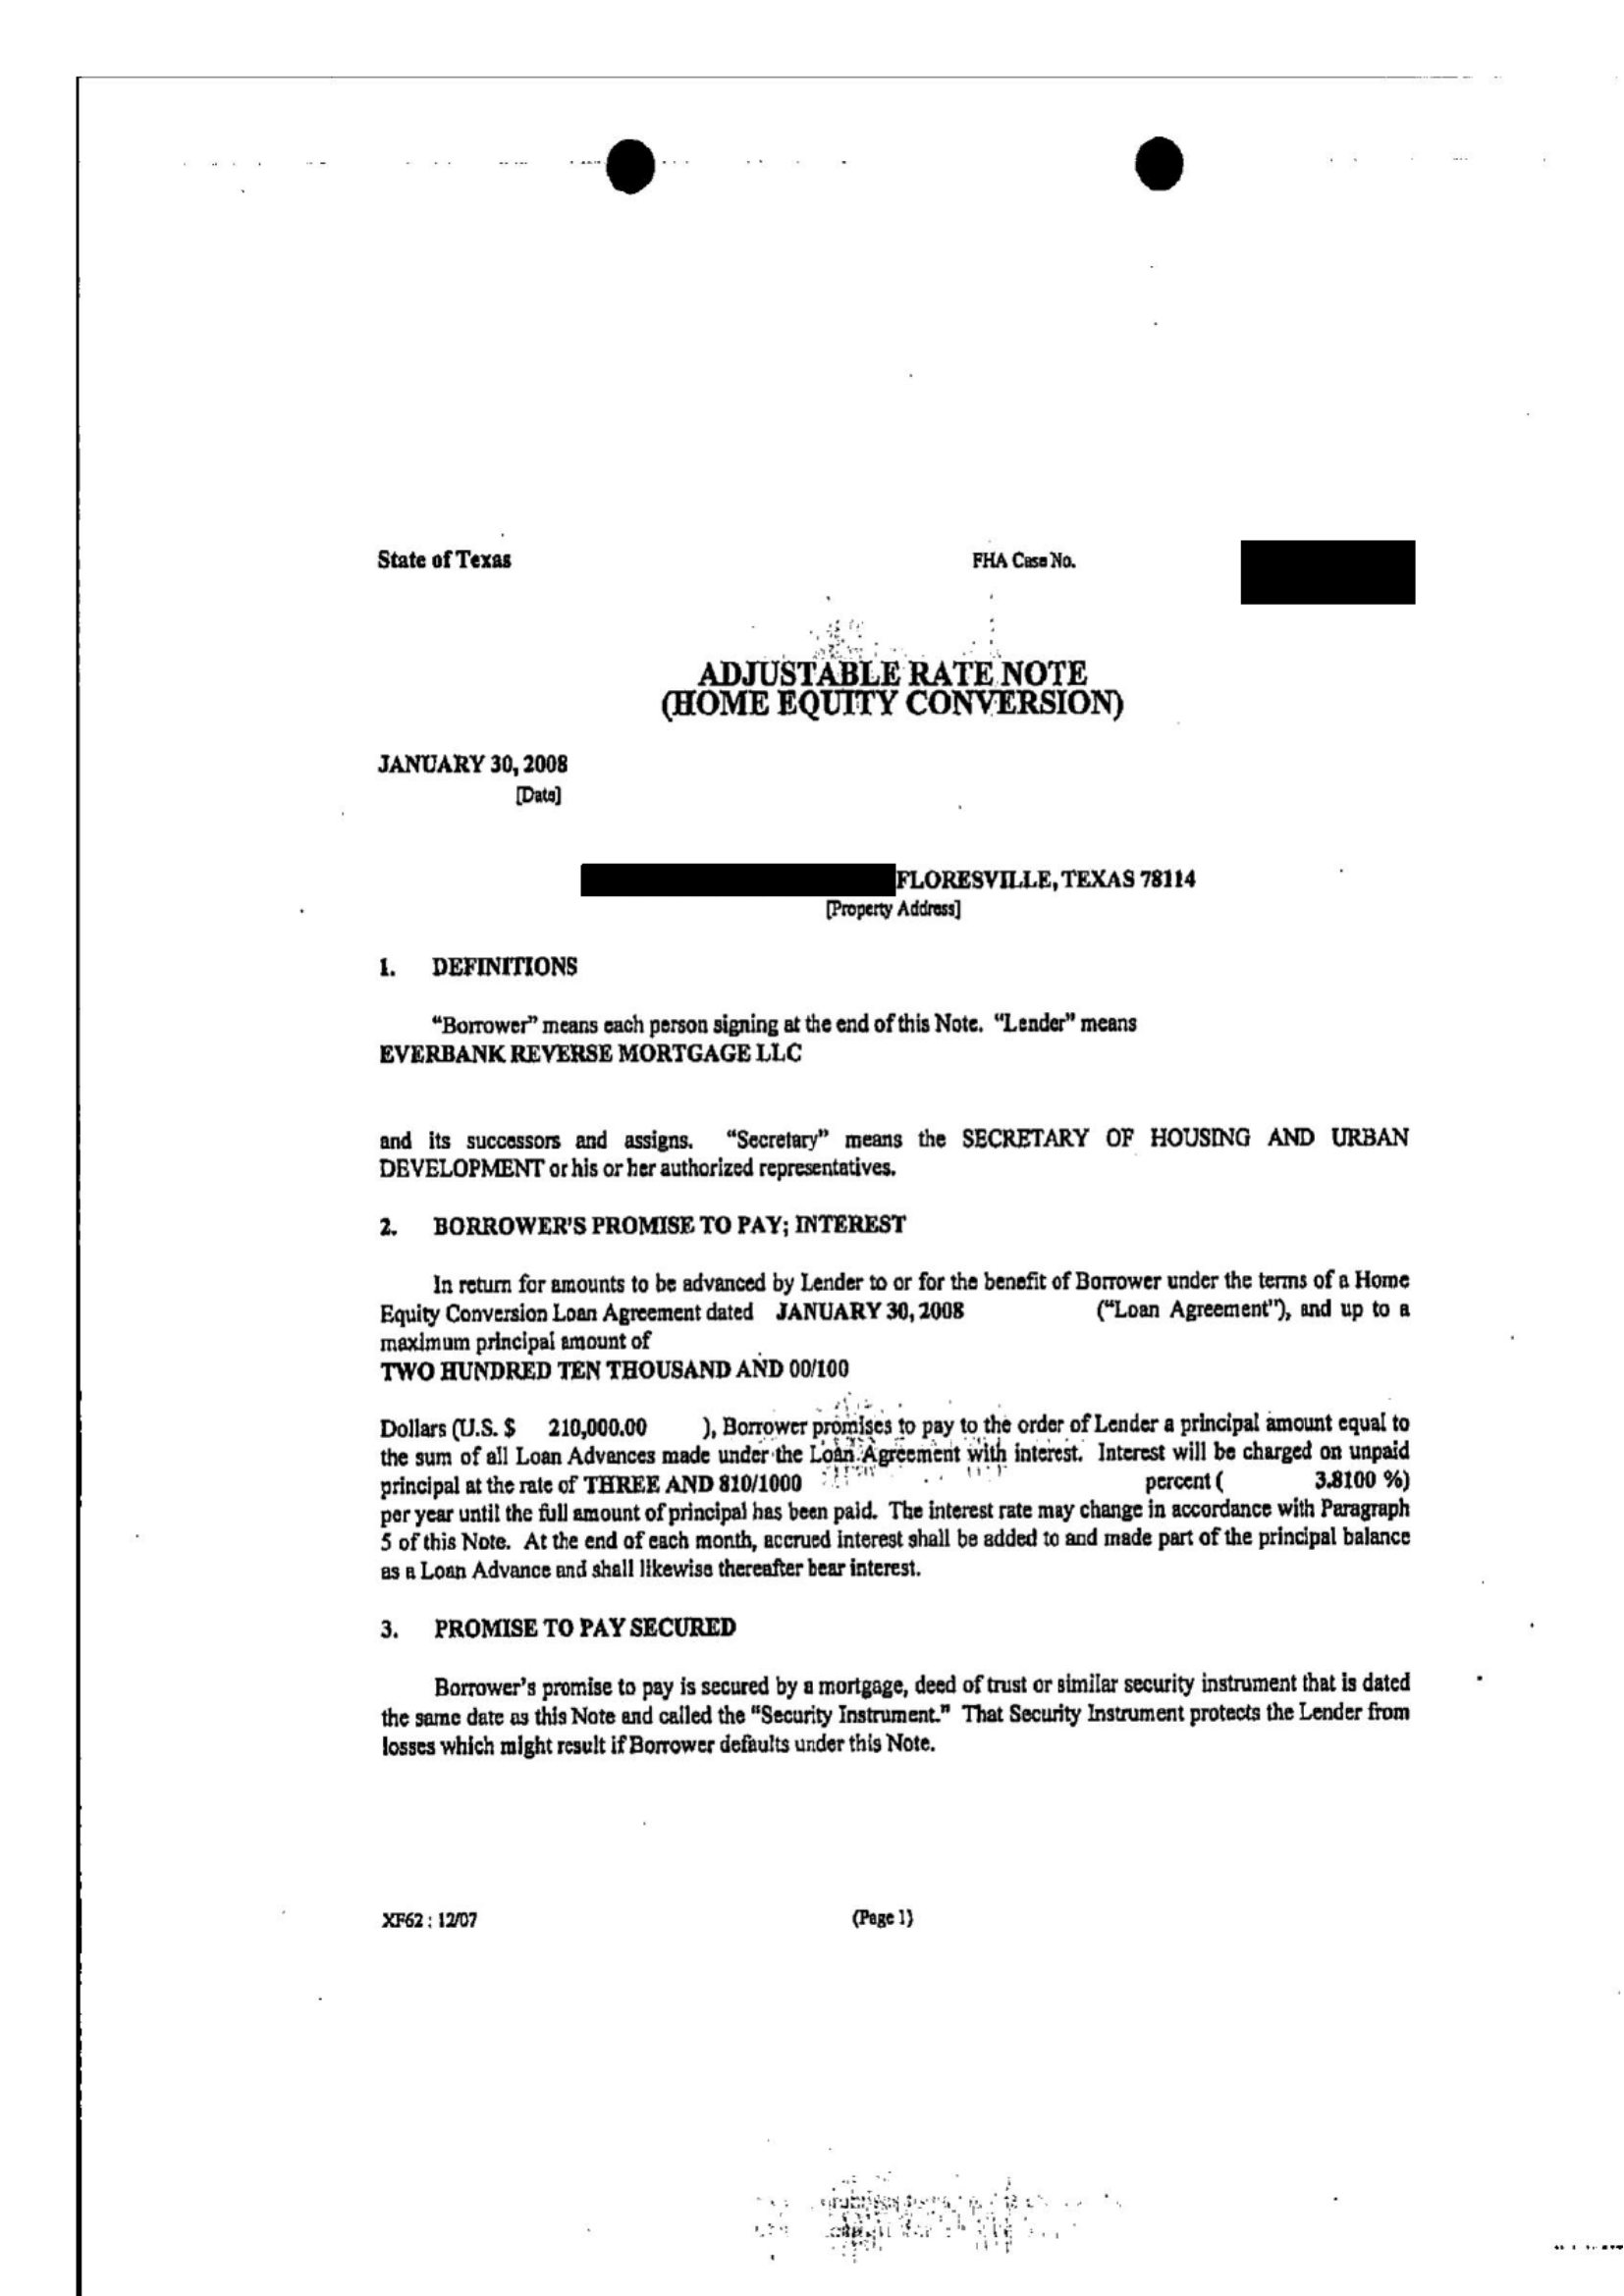 State of Texas FHA Case No.
ADJUSTABLE RATE NOTE
(HOME EQUITY CONVERSION)
JANUARY 30, 2008
[Date]
FLORESVILLE, TEXAS 78114
[Property Address]
1. DEFINITIONS
“Borrower” means each person signing at the end of this Note. “Lender” means
EVERBANK REVERSE MORTGAGE LLC
and its successors and assigns. “Secretary” means the SECRETARY OF HOUSING AND URBAN
DEVELOPMENT or his or her authorized representatives.
2. BORROWER'S PROMISE TO PAY; INTEREST
In return for amounts to be advanced by Lender to or for the benefit of Borrower under the terms of a Home
Equity Conversion Loan Agreement dated JANUARY 30, 2008 (“Loan Agreement”), and up to a
maximum principal amount of
TWO HUNDRED TEN THOUSAND AND 00/100
Dollars (U.S. $ 210,000.00 ), Borrower promises to pay to the order of Lender a principal amount equal to
the sum of all Loan Advances made under the Loan Agreement with interest. Interest will be charged on unpaid
principal at the rate of THREE AND 810/1000 percent ( 3.8100 %)
per year until the full amount of principal has been paid. The interest rate may change in accordance with Paragraph
5 of this Note. At the end of each month, accrued interest shall be added to and made part of the principal balance
as a Loan Advance and shall likewise thereafter bear interest.
3. PROMISE TO PAY SECURED
Borrower’s promise to pay is secured by a mortgage, deed of trust or similar security instrument that is dated
the same date as this Note and called the “Security Instrument.” That Security Instrument protects the Lender from
losses which might result if Borrower defaults under this Note.
XF62 : 12/07 (Page 1)